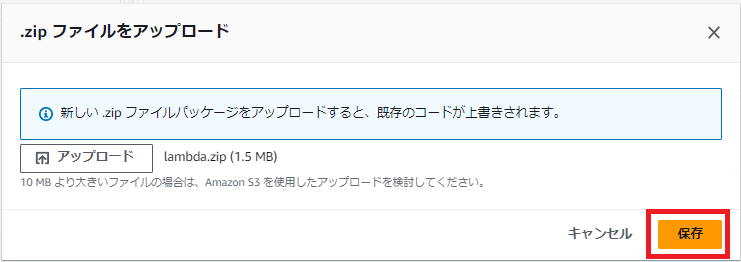 .zip ファイルをアップロード
新しい .zip ファイルパッケージをアップロードすると、既存のコードが上書きされます。
アップロード lambda.zip (1.5 MB)
10 MB より大きいファイルの場合は、Amazon S3 を使用したアップロードを検討してください。
キャンセル 保存